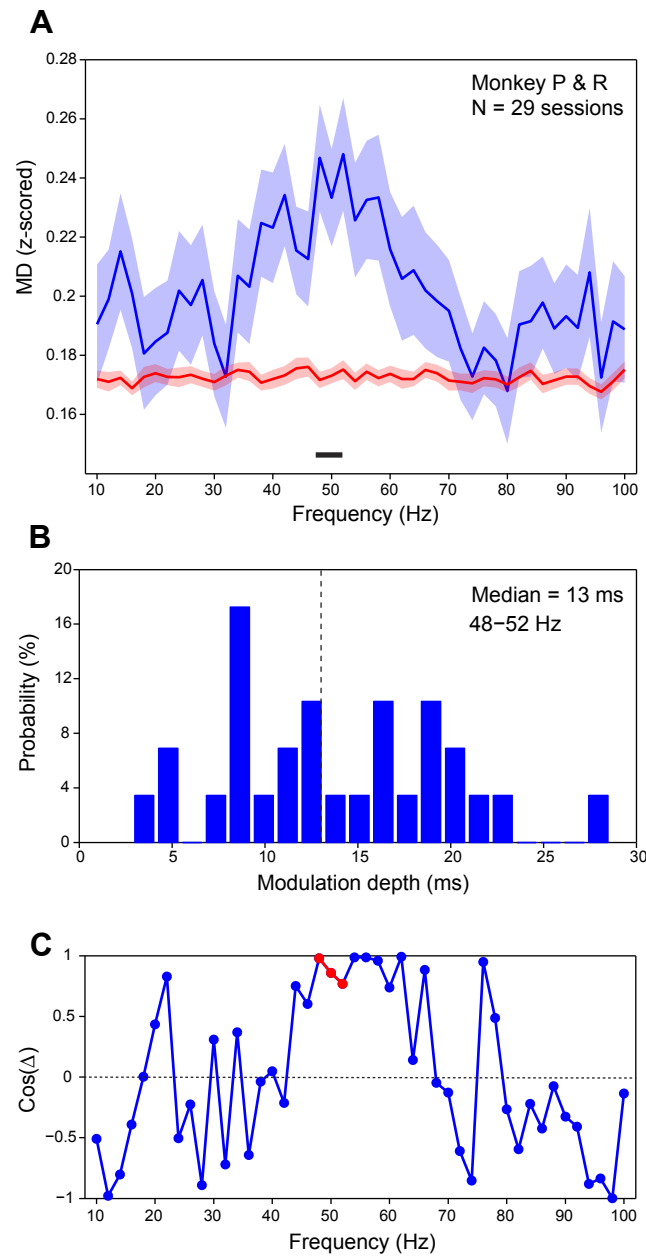 A
0.28
0.26
0.24
0.22
0.2
0.18
0.16
MD (z-scored)
Monkey P & R
N = 29 sessions
10 20 30 40 50 60 70 80 90 100
Frequency (Hz)
B
20
16
12
8
4
0
Probability (%)
Median = 13 ms
48−52 Hz
0 5 10 15 20 25 30
Modulation depth (ms)
C
1
0.5
0
−0.5
−1
Cos(Δ)
10 20 30 40 50 60 70 80 90 100
Frequency (Hz)